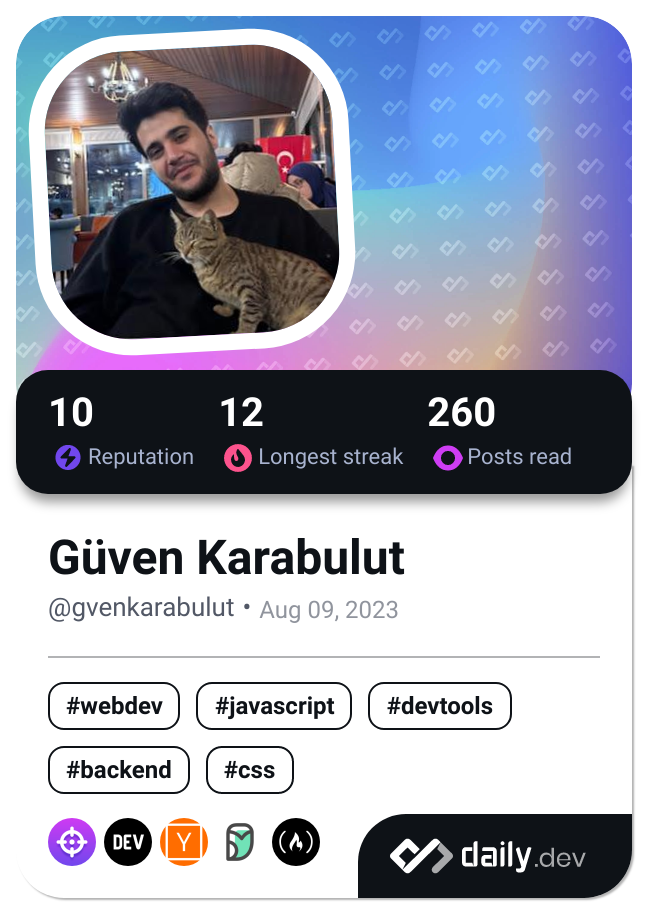 10 12 260
Reputation Longest streak Posts read
Güven Karabulut
@gvenkarabulut • Aug 09, 2023
#webdev #javascript #devtools
#backend #css
DEV Y
daily.dev